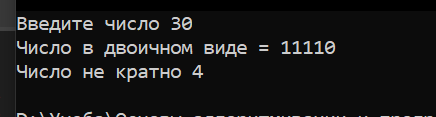 Введите число 30
Число в двоичном виде = 11110
Число не кратно 4